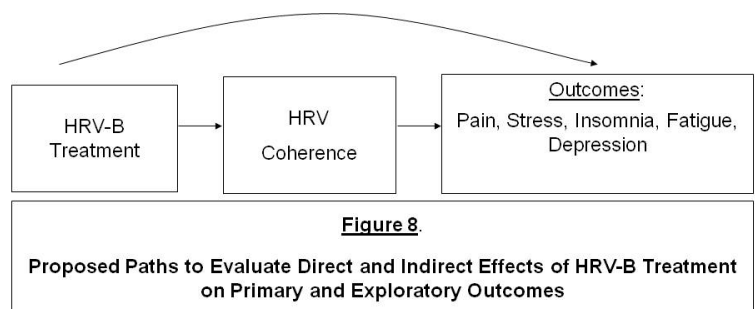 HRV-B
Treatment
HRV
Coherence
Outcomes:
Pain, Stress, Insomnia, Fatigue,
Depression
Figure 8.
Proposed Paths to Evaluate Direct and Indirect Effects of HRV-B Treatment
on Primary and Exploratory Outcomes